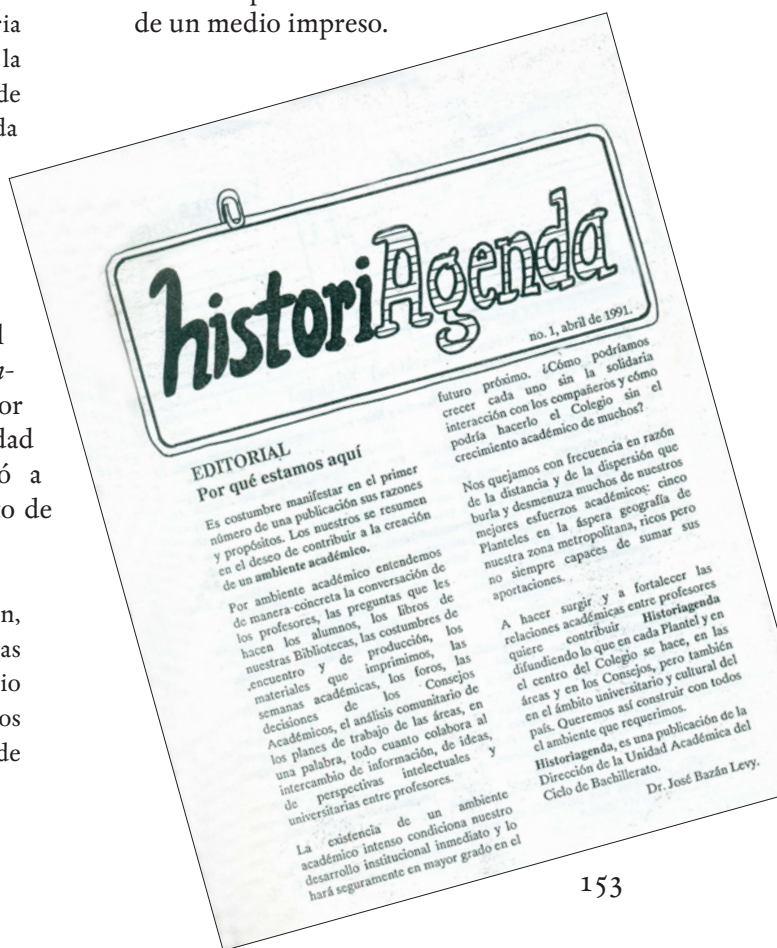 ria
la
de
da
l
n-
or
dad
ó a
o de
n,
as
io
os
de
de un medio impreso.
historiAgenda
no. 1, abril de 1991.
EDITORIAL
Por qué estamos aquí
Es costumbre manifestar en el primer
número de una publicación sus razones
y propósitos. Los nuestros se resumen
en el deseo de contribuir a la creación
de un ambiente académico.
Por ambiente académico entendemos
de manera concreta la conversación de
los profesores, las preguntas que les
hacen los alumnos, los libros de
nuestras Bibliotecas, las costumbres de
encuentro y de producción, los
materiales que imprimimos, las
semanas académicas, los foros, las
decisiones de los Consejos
Académicos, el análisis comunitario de
los planes de trabajo de las áreas, en
una palabra, todo cuanto colabora al
intercambio de información, de ideas,
de perspectivas intelectuales y
universitarias entre profesores.
La existencia de un ambiente
académico intenso condiciona nuestro
desarrollo institucional inmediato y lo
hará seguramente en mayor grado en el
futuro próximo. ¿Cómo podríamos
crecer cada uno sin la solidaria
interacción con los compañeros y cómo
podría hacerlo el Colegio sin el
crecimiento académico de muchos?
Nos quejamos con frecuencia en razón
de la distancia y de la dispersión que
burla y desmenuza muchos de nuestros
mejores esfuerzos académicos: cinco
Planteles en la áspera geografía de
nuestra zona metropolitana, ricos pero
no siempre capaces de sumar sus
aportaciones.
A hacer surgir y a fortalecer las
relaciones académicas entre profesores
quiere contribuir Historiagenda
difundiendo lo que en cada Plantel y en
el centro del Colegio se hace, en las
áreas y en los Consejos, pero también
en el ámbito universitario y cultural del
país. Queremos así construir con todos
el ambiente que requerimos.
Historiagenda, es una publicación de la
Dirección de la Unidad Académica del
Ciclo de Bachillerato.
Dr. José Bazán Levy.
153